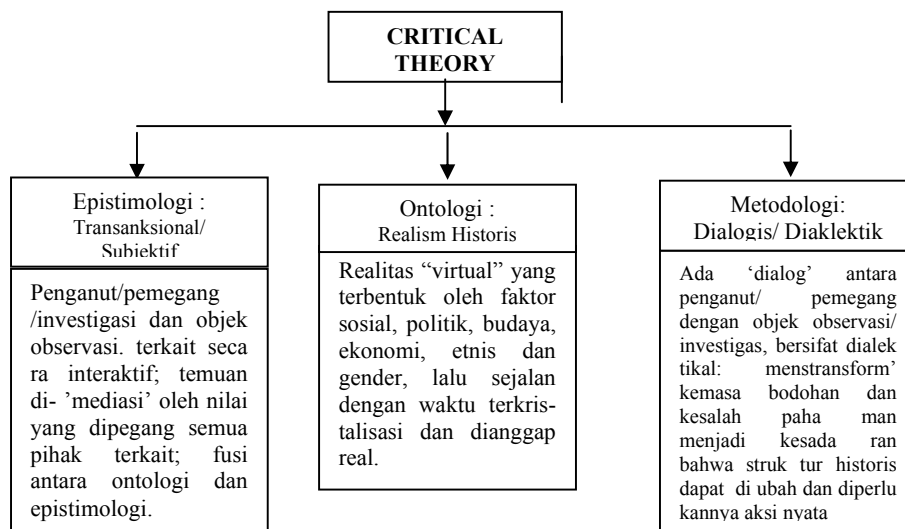 CRITICAL
THEORY
Epistimologi :
Transanksional/
Subjektif
Penganut/pemegang
/investigasi dan objek
observasi. terkait seca
ra interaktif; temuan
di- ’mediasi’ oleh nilai
yang dipegang semua
pihak terkait; fusi
antara ontologi dan
epistimologi.
Ontologi :
Realism Historis
Realitas “virtual” yang
terbentuk oleh faktor
sosial, politik, budaya,
ekonomi, etnis dan
gender, lalu sejalan
dengan waktu terkris-
talisasi dan dianggap
real.
Metodologi:
Dialogis/ Diaklektik
Ada ‘dialog’ antara
penganut/ pemegang
dengan objek observasi/
investigas, bersifat dialek
tikal: menstransform’
kemasa bodohan dan
kesalah paha man
menjadi kesada ran
bahwa struk tur historis
dapat di ubah dan diperlu
kannya aksi nyata